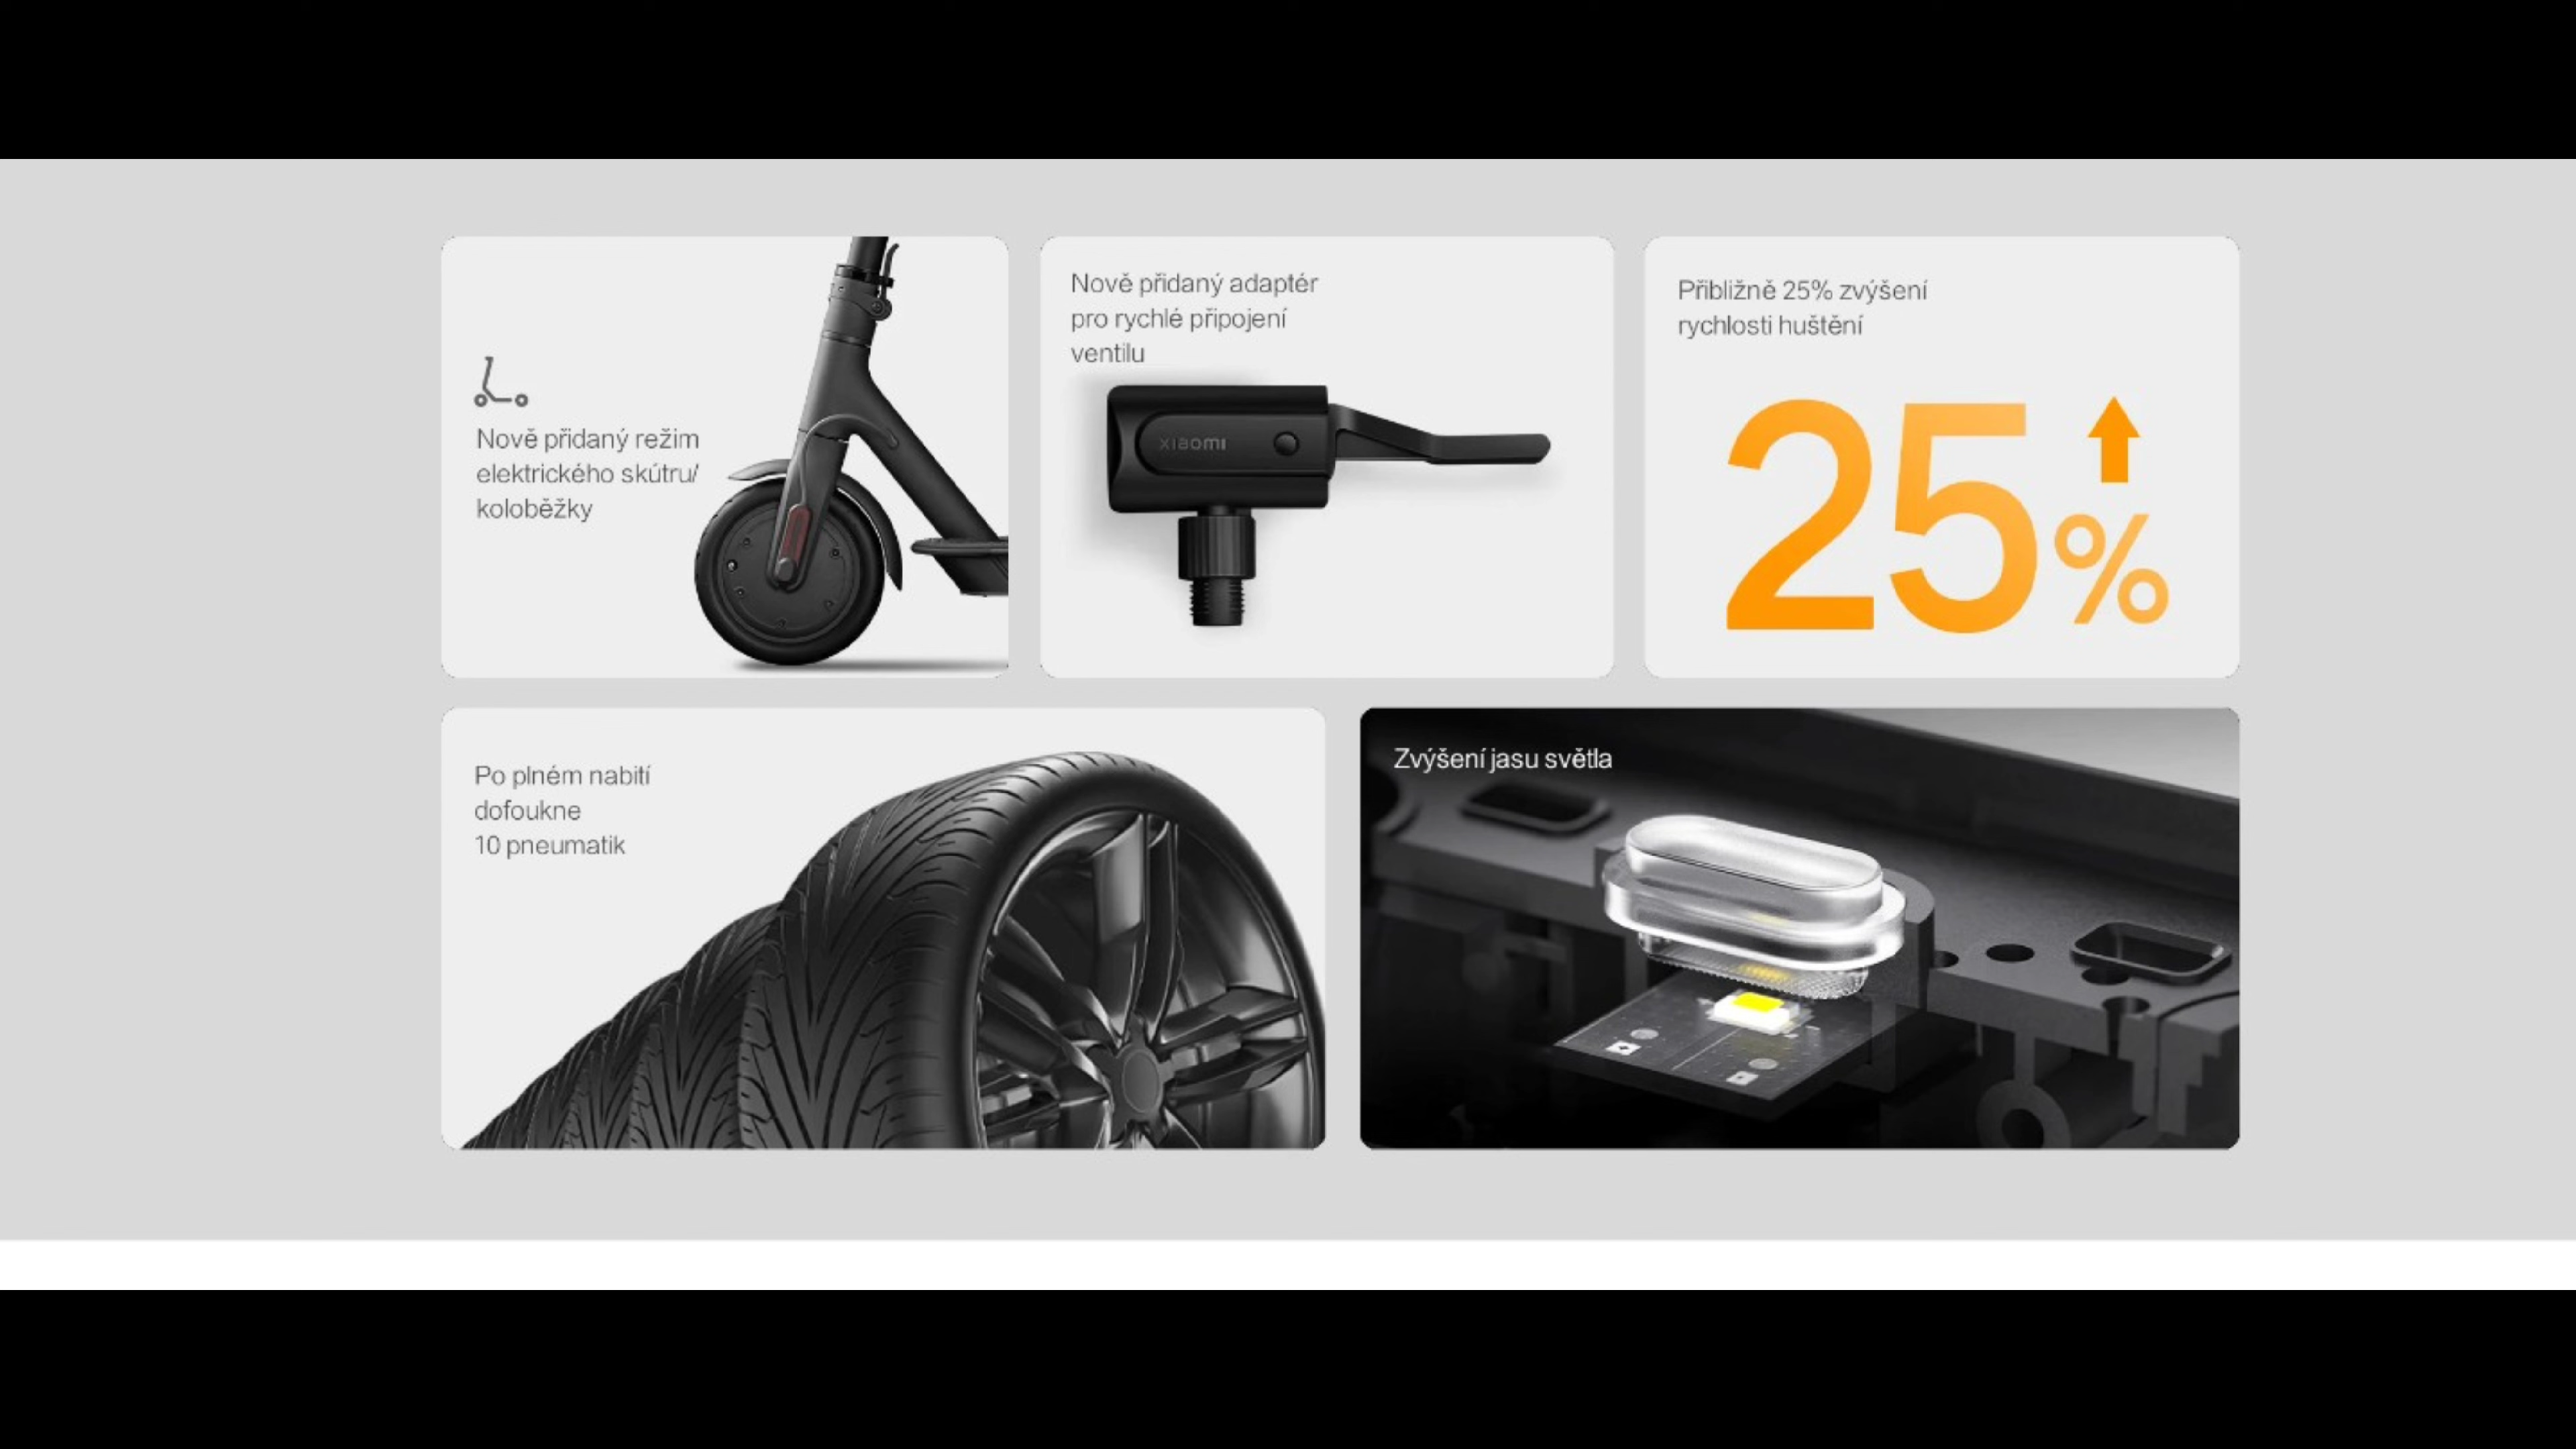 Nově přidaný režim
elektrického skútru/
koloběžky
Nově přidaný adaptér
pro rychlé připojení
ventilu
xiaomi
Přibližně 25% zvýšení
rychlosti huštění
25%
Po plném nabití
dofoukne
10 pneumatik
Zvýšení jasu světla